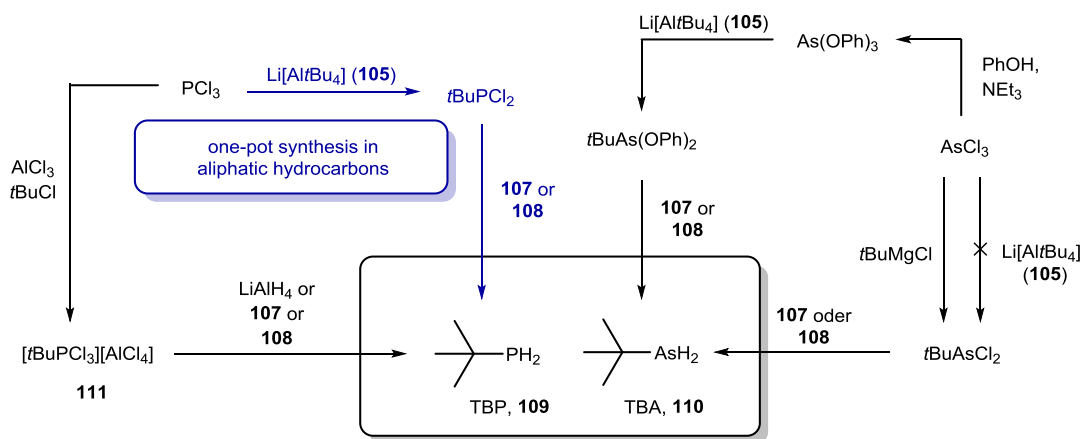 Li[AltBu4] (105)
As(OPh)3
PhOH,
NEt3
PCl3
Li[AltBu4] (105)
tBuPCl2
one-pot synthesis in
aliphatic hydrocarbons
tBuAs(OPh)2
AsCl3
AlCl3
tBuCl
107 or
108
107 or
108
tBuMgCl
Li[AltBu4]
(105)
LiAlH4 or
107 or
108
107 oder
108
[tBuPCl3][AlCl4]
111
PH2
AsH2
tBuAsCl2
TBP, 109
TBA, 110